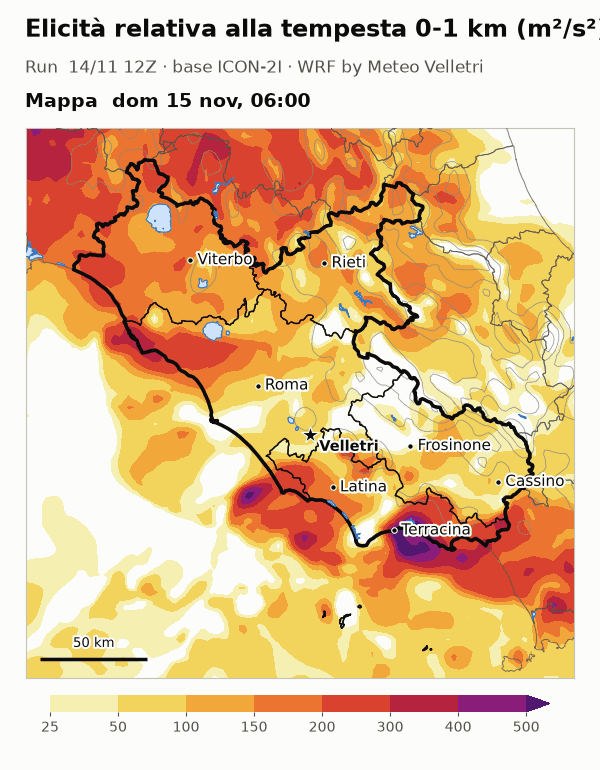 Elicità relativa alla tempesta 0-1 km (m²/s²)
Run 14/11 12Z · base ICON-2I · WRF by Meteo Velletri
Mappa dom 15 nov, 06:00
Viterbo
Rieti
Roma
Velletri
Frosinone
Latina
Cassino
Terracina
50 km
25 50 100 150 200 300 400 500